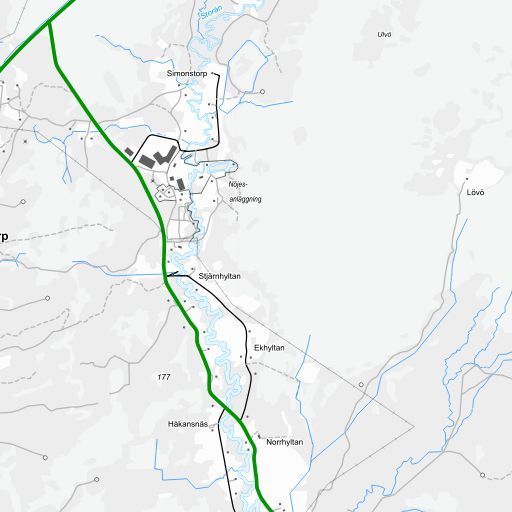 Storån
Ulvö
Simonstorp
Nöjes-
anläggning
Lövö
rp
Stjärnhyltan
Ekhyltan
177
Håkansnäs
Norrhyltan